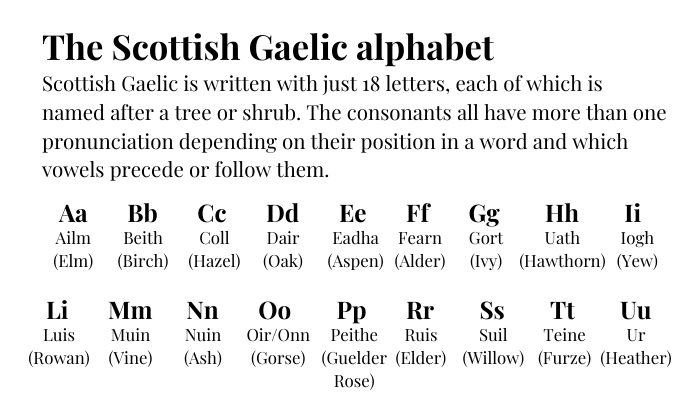 The Scottish Gaelic alphabet
Scottish Gaelic is written with just 18 letters, each of which is
named after a tree or shrub. The consonants all have more than one
pronunciation depending on their position in a word and which
vowels precede or follow them.
Aa Bb Cc Dd Ee Ff Gg Hh Ii
Ailm Beith Coll Dair Eadha Fearn Gort Uath Iogh
(Elm) (Birch) (Hazel) (Oak) (Aspen) (Alder) (Ivy) (Hawthorn) (Yew)
Li Mm Nn Oo Pp Rr Ss Tt Uu
Luis Muin Nuin Oir/Onn Peithe Ruis Suil Teine Ur
(Rowan) (Vine) (Ash) (Gorse) (Guelder (Elder) (Willow) (Furze) (Heather)
Rose)